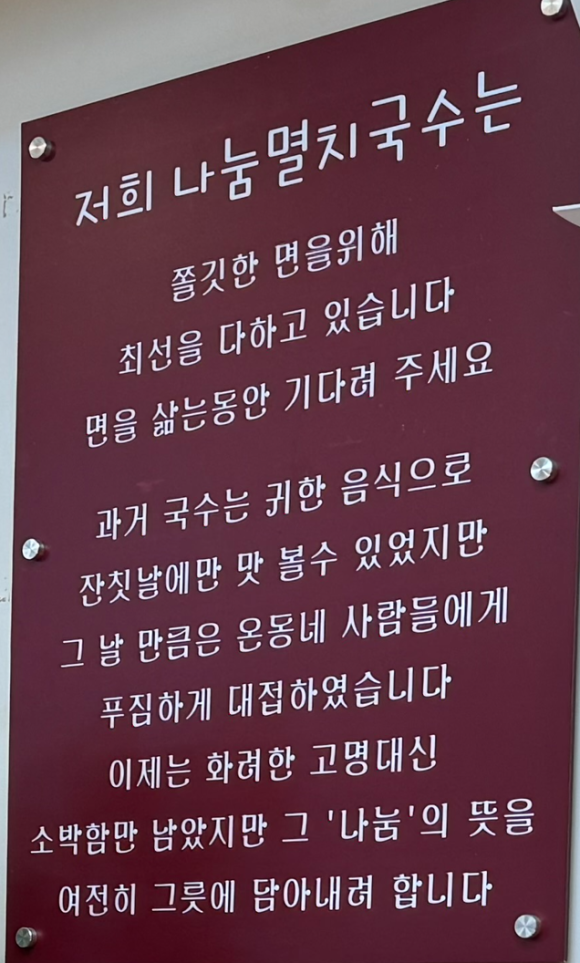 저희 나눔멸치국수는
쫄깃한 면을위해
최선을 다하고 있습니다
면을 삶는동안 기다려 주세요
과거 국수는 귀한 음식으로
잔칫날에만 맛 볼수 있었지만
그 날 만큼은 온동네 사람들에게
푸짐하게 대접하였습니다
이제는 화려한 고명대신
소박함만 남았지만 그 '나눔'의 뜻을
여전히 그릇에 담아내려 합니다